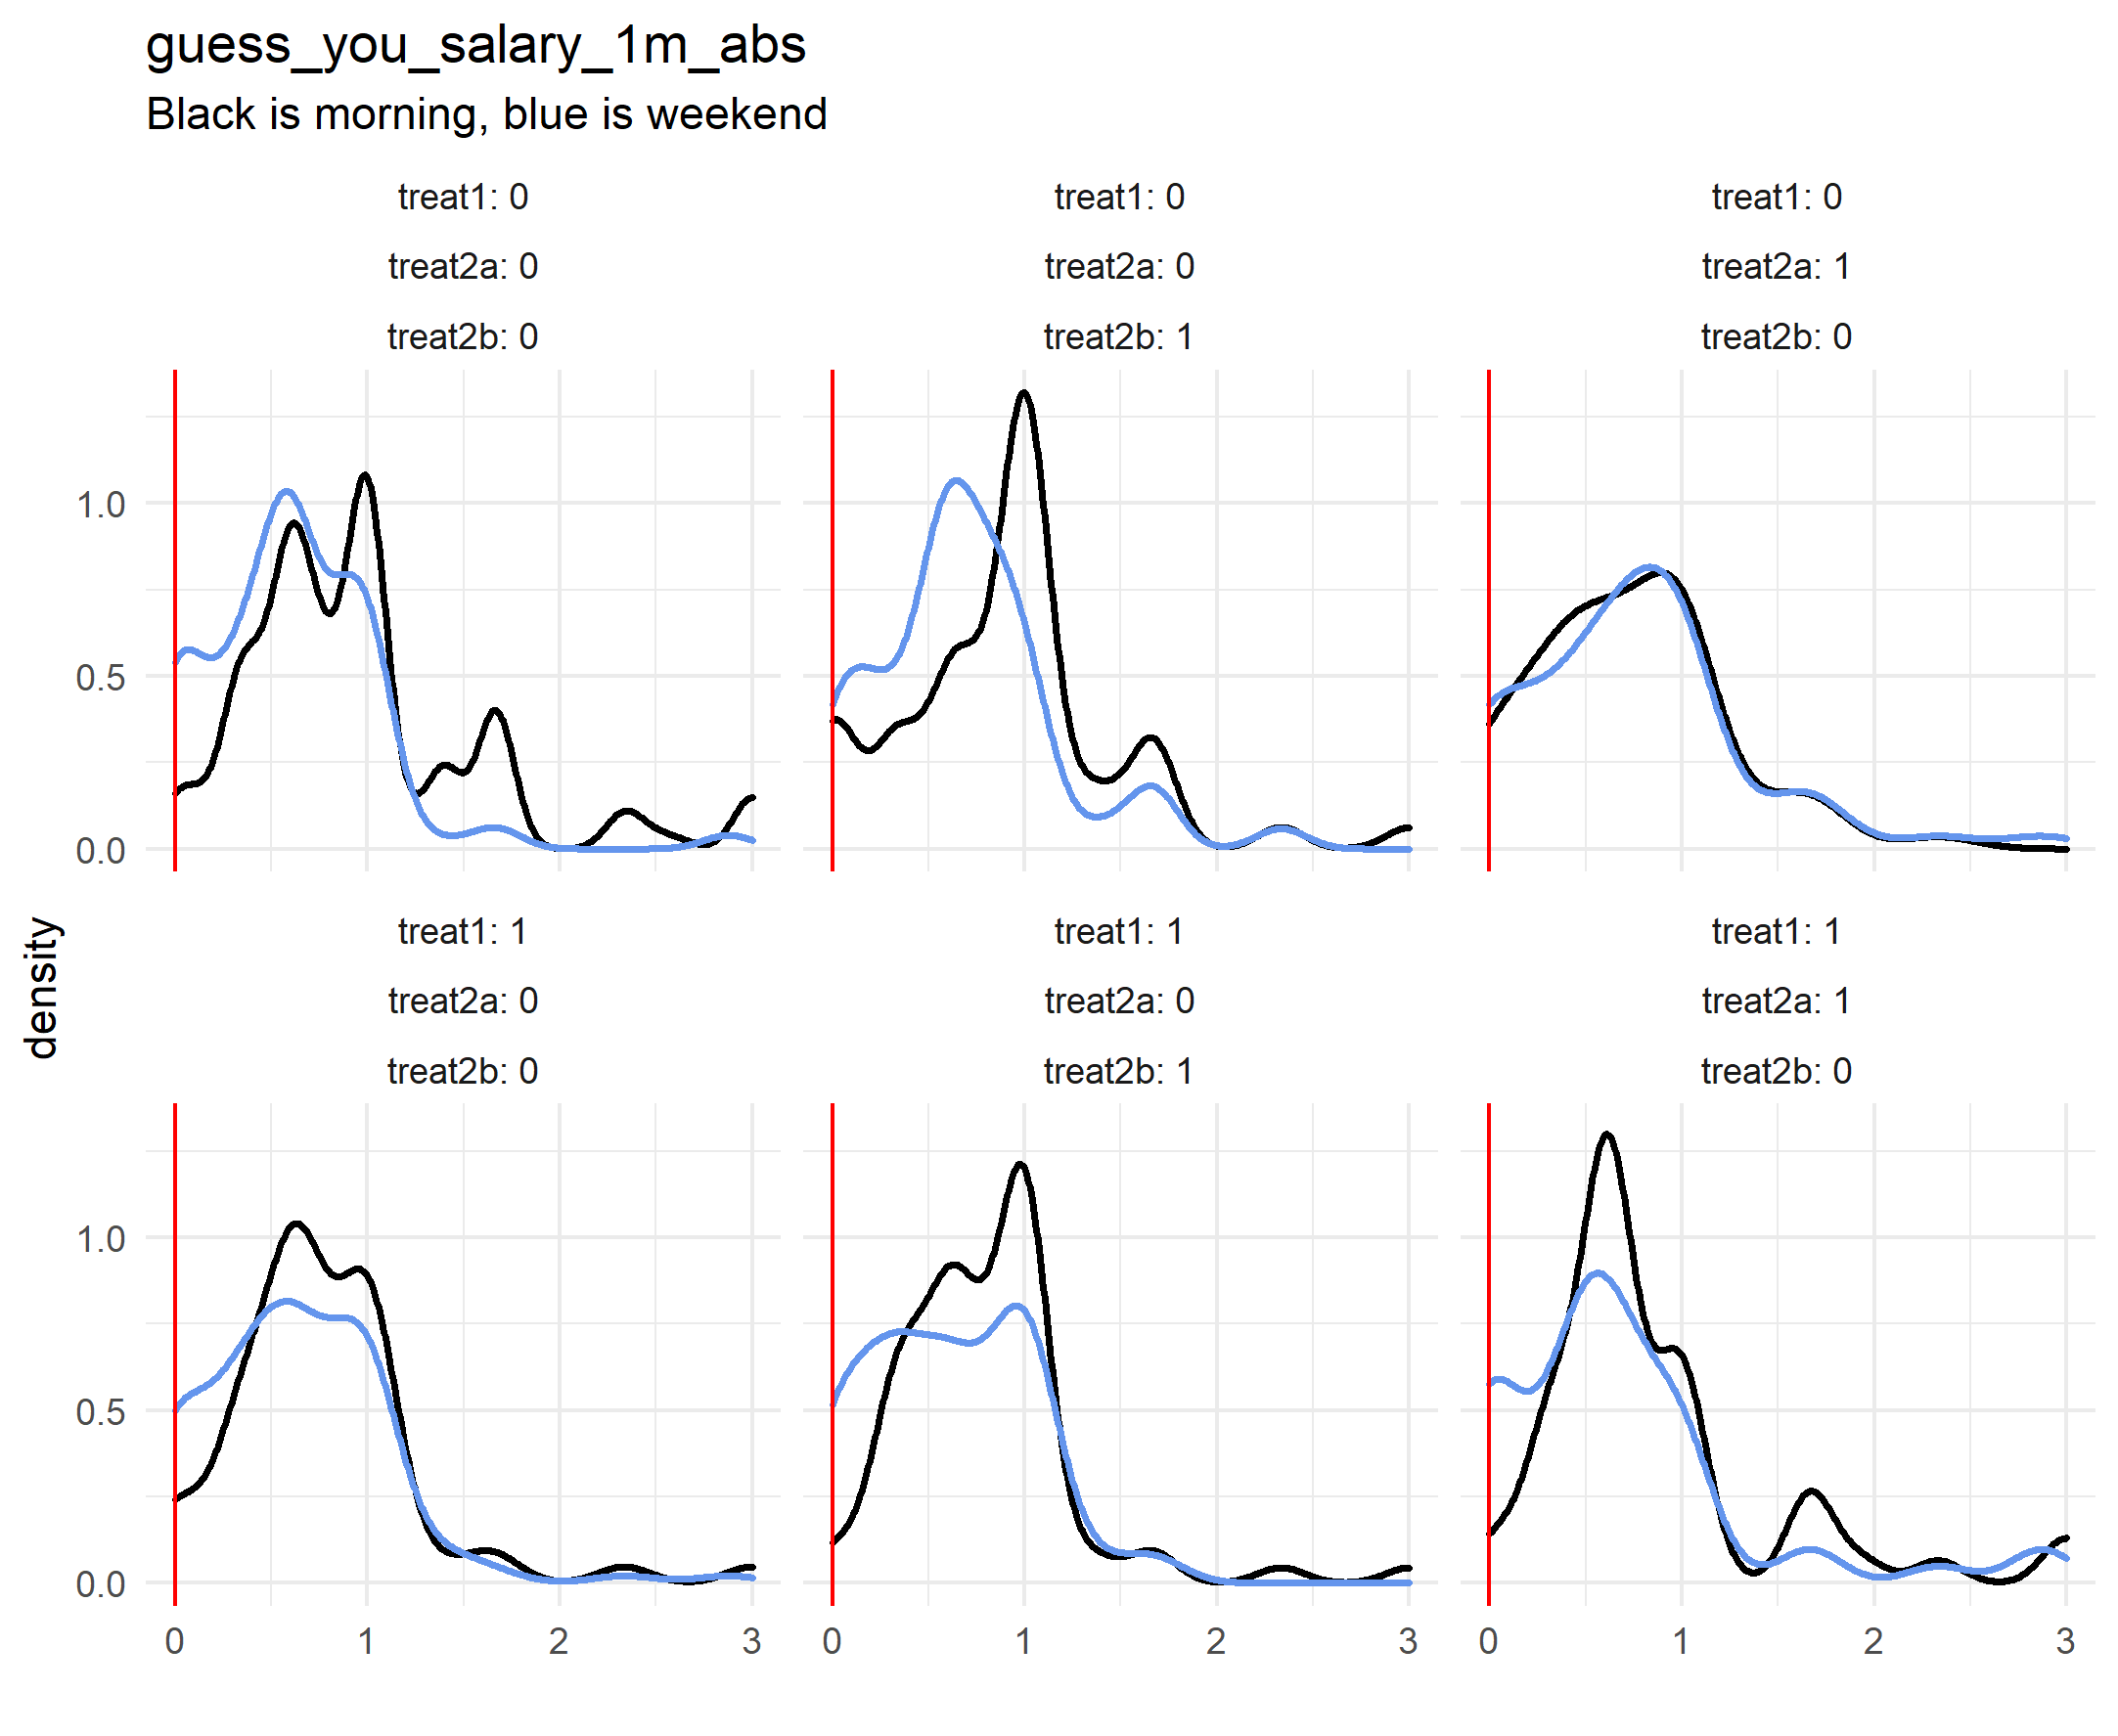 guess_you_salary_1m_abs
Black is morning, blue is weekend
treat1: 0 treat1: 0 treat1: 0
treat2a: 0 treat2a: 0 treat2a: 1
treat2b: 0 treat2b: 1 treat2b: 0
1.0
0.5
0.0
density
treat1: 1 treat1: 1 treat1: 1
treat2a: 0 treat2a: 0 treat2a: 1
treat2b: 0 treat2b: 1 treat2b: 0
1.0
0.5
0.0
0 1 2 3 0 1 2 3 0 1 2 3